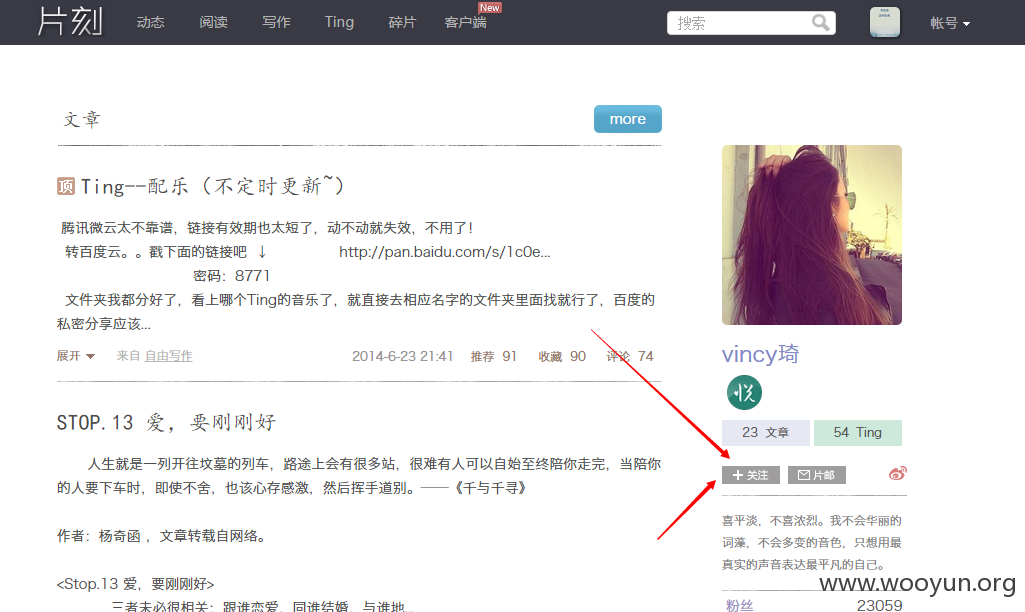 片刻 动态 阅读 写作 Ting 碎片 客户端 New 搜索 帐号
文章 more
顶 Ting--配乐（不定时更新~）
腾讯微云太不靠谱，链接有效期也太短了，动不动就失效，不用了！
转百度云。。戳下面的链接吧 ↓ http://pan.baidu.com/s/1c0e...
密码：8771
文件夹我都分好了，看上哪个Ting的音乐了，就直接去相应名字的文件夹里面找就行了，百度的
私密分享应该...
展开 来自 自由写作 2014-6-23 21:41 推荐 91 收藏 90 评论 74
STOP.13 爱，要刚刚好
人生就是一列开往坟墓的列车，路途上会有很多站，很难有人可以自始至终陪你走完，当陪你
的人要下车时，即使不舍，也该心存感激，然后挥手道别。——《千与千寻》
作者：杨奇函 ，文章转载自网络。
<Stop.13 爱，要刚刚好>
三者未必很相关：跟谁恋爱，同谁结婚，与谁地...
vincy琦
悦
23 文章 54 Ting
+ 关注 片邮
喜平淡，不喜浓烈。我不会华丽的
词藻，不会多变的音色，只想用最
真实的声音表达最平凡的自己。
www.wooyun.org
粉丝 23059